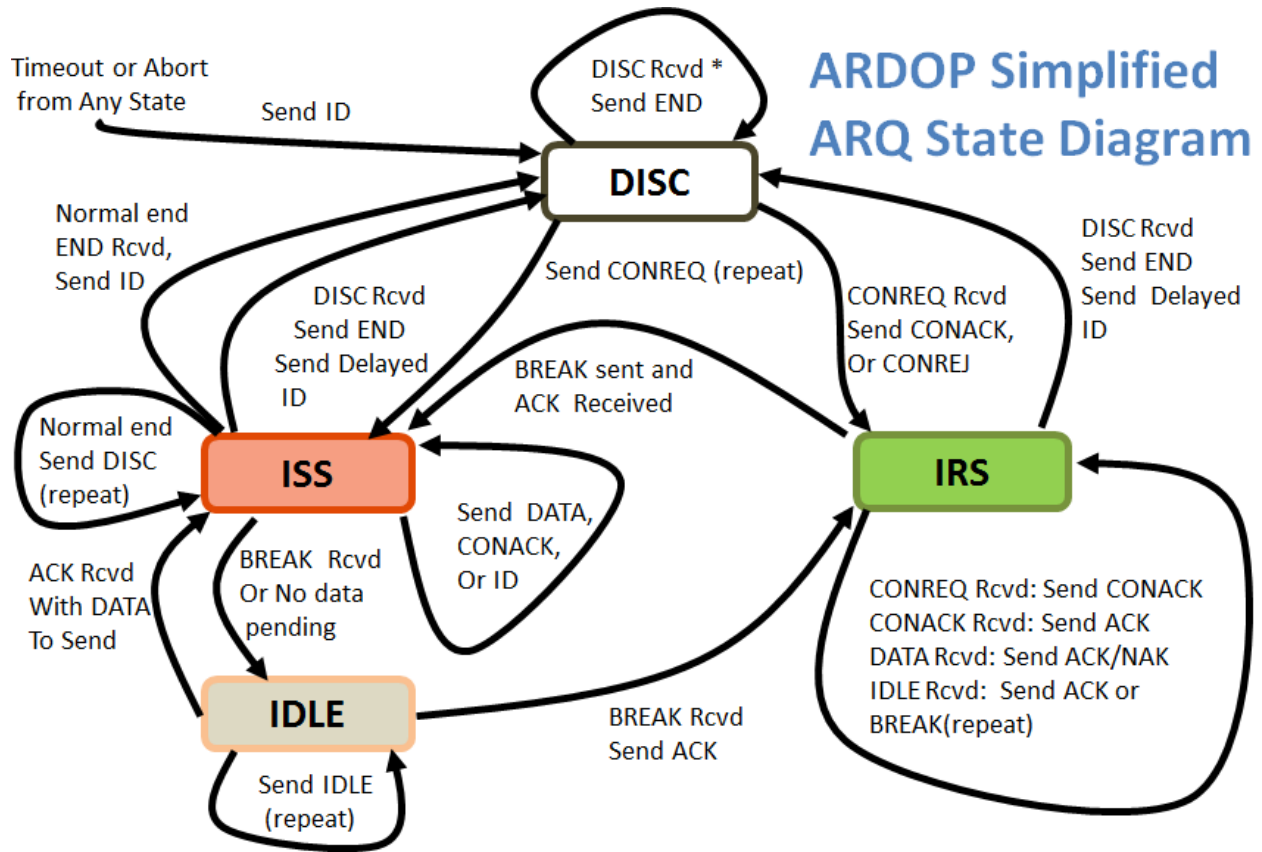 ARDOP Simplified
ARQ State Diagram
Timeout or Abort
from Any State
Send ID
DISC Rcvd *
Send END
DISC
Normal end
END Rcvd,
Send ID
DISC Rcvd
Send END
Send Delayed
ID
Send CONREQ (repeat)
CONREQ Rcvd
Send CONACK,
Or CONREJ
DISC Rcvd
Send END
Send Delayed
ID
BREAK sent and
ACK Received
Normal end
Send DISC
(repeat)
ISS
IRS
Send DATA,
CONACK,
Or ID
ACK Rcvd
With DATA
To Send
BREAK Rcvd
Or No data
pending
CONREQ Rcvd: Send CONACK
CONACK Rcvd: Send ACK
DATA Rcvd: Send ACK/NAK
IDLE Rcvd: Send ACK or
BREAK(repeat)
IDLE
BREAK Rcvd
Send ACK
Send IDLE
(repeat)